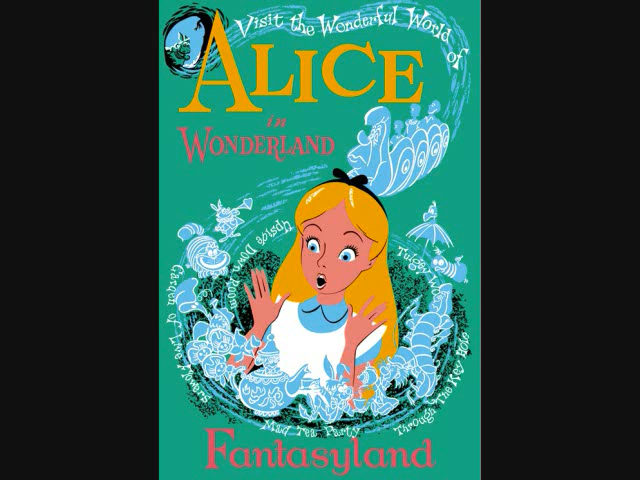 Visit the Wonderful World of
ALICE
in
WONDERLAND
Upside Down Room
Tulgey
Garden of Live Flowers
Mad Tea Party
Through The Key Hole
Fantasyland